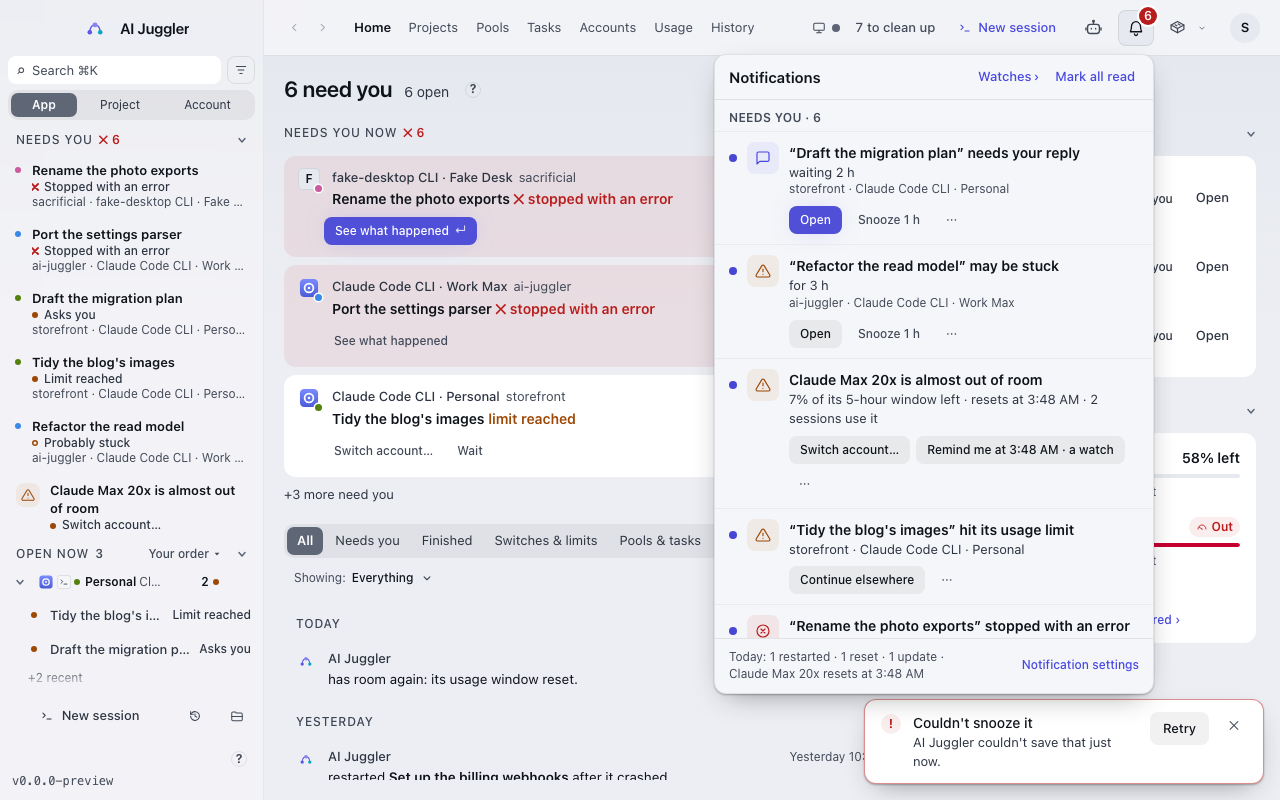 AI Juggler
Search ⌘K
App Project Account
NEEDS YOU 6
Rename the photo exports
Stopped with an error
sacrificial · fake-desktop CLI · Fake ...
Port the settings parser
Stopped with an error
ai-juggler · Claude Code CLI · Work ...
Draft the migration plan
Asks you
storefront · Claude Code CLI · Perso...
Tidy the blog's images
Limit reached
storefront · Claude Code CLI · Perso...
Refactor the read model
Probably stuck
ai-juggler · Claude Code CLI · Work ...
Claude Max 20x is almost out
of room
Switch account...
OPEN NOW 3 Your order
Personal Cl... 2
Tidy the blog's i... Limit reached
Draft the migration p... Asks you
+2 recent
New session
?
v0.0.0-preview
Home Projects Pools Tasks Accounts Usage History
7 to clean up
New session
6
S
6 need you 6 open ?
NEEDS YOU NOW 6
F
fake-desktop CLI · Fake Desk sacrificial
Rename the photo exports stopped with an error
See what happened ↵
Claude Code CLI · Work Max ai-juggler
Port the settings parser stopped with an error
See what happened
Claude Code CLI · Personal storefront
Tidy the blog's images limit reached
Switch account... Wait
+3 more need you
All Needs you Finished Switches & limits Pools & tasks
Showing: Everything
TODAY
AI Juggler
has room again: its usage window reset.
YESTERDAY
AI Juggler Yesterday 10:
restarted Set up the billing webhooks after it crashed
Notifications Watches › Mark all read
NEEDS YOU · 6
“Draft the migration plan” needs your reply
waiting 2 h
storefront · Claude Code CLI · Personal
Open Snooze 1 h ...
“Refactor the read model” may be stuck
for 3 h
ai-juggler · Claude Code CLI · Work Max
Open Snooze 1 h ...
Claude Max 20x is almost out of room
7% of its 5-hour window left · resets at 3:48 AM · 2
sessions use it
Switch account... Remind me at 3:48 AM · a watch
...
“Tidy the blog's images” hit its usage limit
storefront · Claude Code CLI · Personal
Continue elsewhere ...
“Rename the photo exports” stopped with an error
Today: 1 restarted · 1 reset · 1 update ·
Claude Max 20x resets at 3:48 AM
Notification settings
you Open
you Open
you Open
58% left
t
Out
t
red ›
! Couldn't snooze it
AI Juggler couldn't save that just
now.
Retry